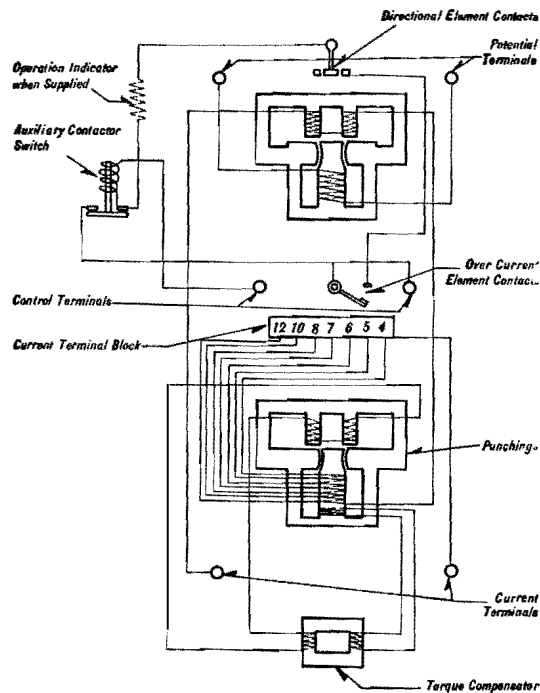 Directional Element Contacts
Potential
Terminals
Operation Indicator
when Supplied
Auxiliary Contactor
Switch
Over Current
Element Contacts
Control Terminals
12 10 8 7 6 5 4
Current Terminal Block
Punchings
Current
Terminals
Torque Compensator